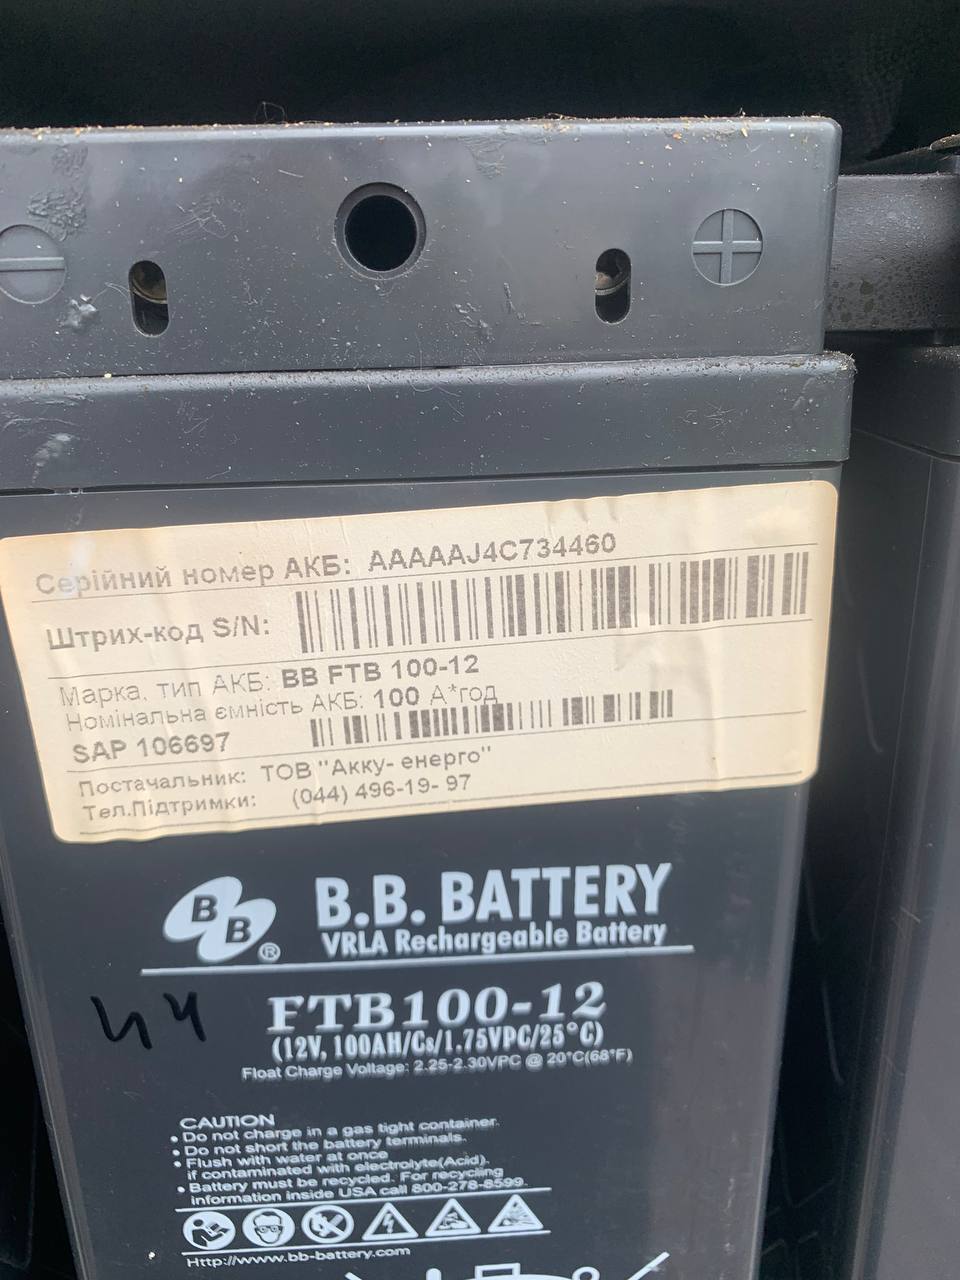 Серійний номер АКБ: AAAAAJ4C734460
Штрих-код S/N:
Марка, тип АКБ: BB FTB 100-12
Номінальна ємність АКБ: 100 А*год
SAP 106697
Постачальник: ТОВ "Акку- енерго"
Тел.Підтримки: (044) 496-19- 97
BB ®
B.B. BATTERY
VRLA Rechargeable Battery
FTB100-12
(12V, 100AH/C8/1.75VPC/25°C)
Float Charge Voltage: 2.25-2.30VPC @ 20°C(68°F)
CAUTION
• Do not charge in a gas tight container.
• Do not short the battery terminals.
• Flush with water at once
if contaminated with electrolyte(Acid).
• Battery must be recycled. For recycling
information inside USA call 800-278-8599.
Http://www.bb-battery.com